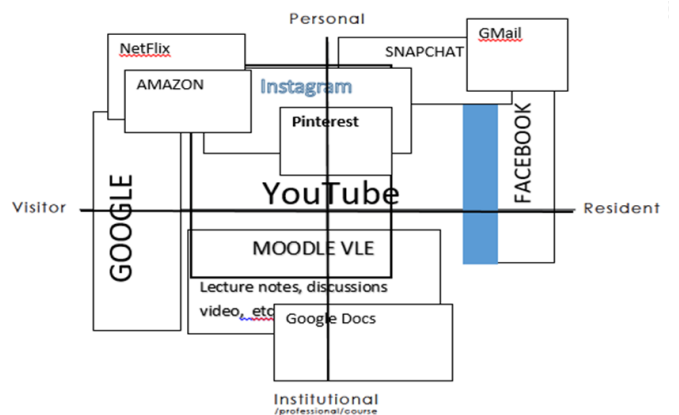 Personal
GMail
NetFlix
SNAPCHAT
AMAZON
Instagram
Pinterest
FACEBOOK
GOOGLE
YouTube
Visitor
Resident
MOODLE VLE
Lecture notes, discussions
video, etc
Google Docs
Institutional
/professional/course